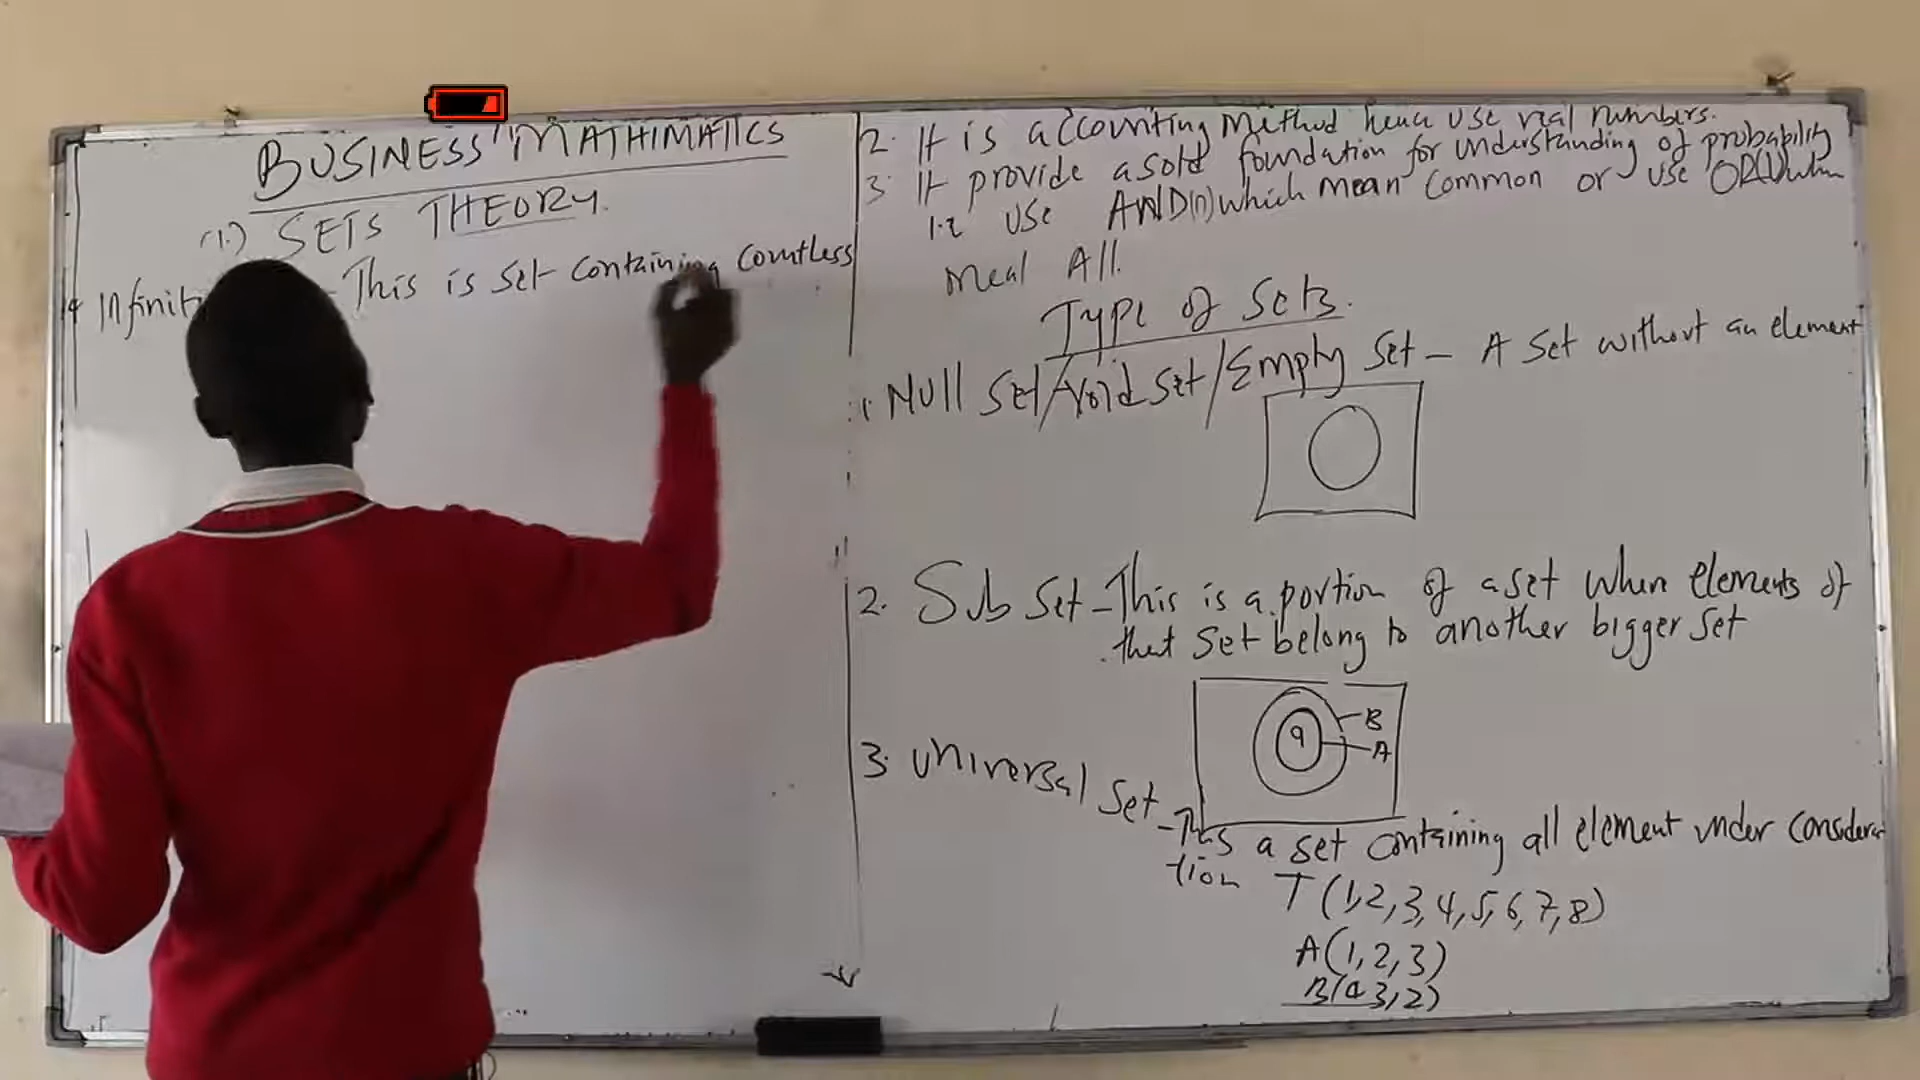 BUSINESS MATHIMATICS
(1.) SETS THEORY.
4 Infinit
This is set containing countless
2. It is accounting method hence use real numbers.
3. It provide a sold foundation for understanding of probability
1.2 use AND(n) which mean common or use OR(U) when
meal All.
Type of sets.
1. Null set/void set/Empty set - A set without an element
2. Sub set - This is a portion of a set when elements of
that set belong to another bigger set
9
B
A
3. universal set - This a set containing all element under considera
tion
T(1,2,3,4,5,6,7,8)
A(1,2,3)
B(4 3,2)